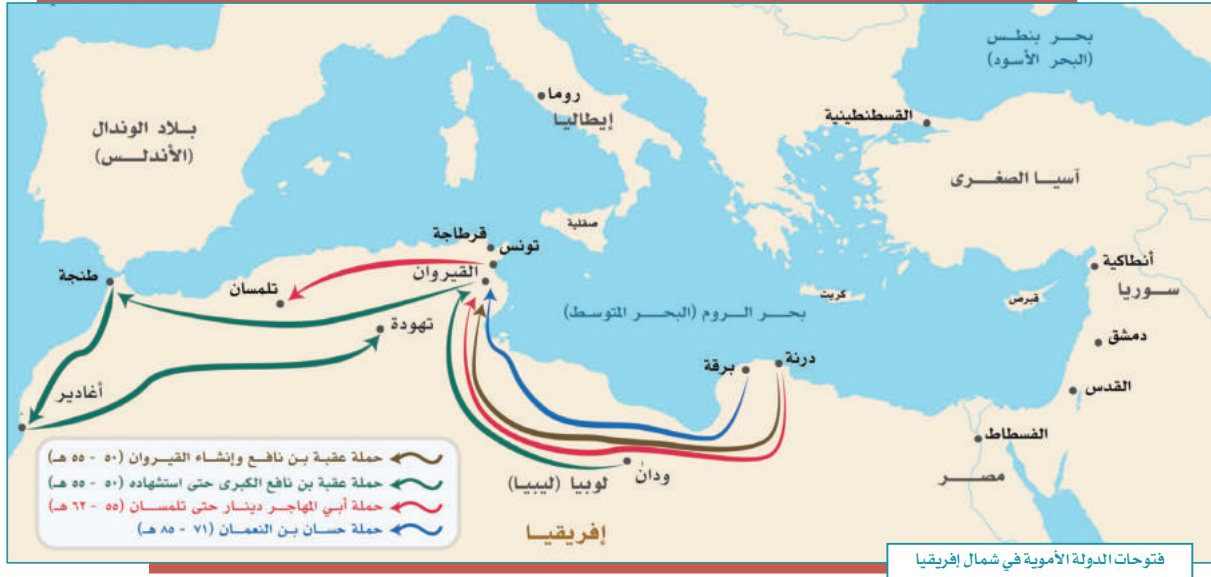 بحر بنطس
(البحر الأسود)
روما
إيطاليا
القسطنطينية
بلاد الوندال
(الأندلس)
آسيا الصغرى
صقلية
قرطاجة
تونس
القيروان
أنطاكية
سوريا
طنجة
تلمسان
كريت
قبرص
بحر الروم (البحر المتوسط)
تهودة
دمشق
درنة
برقة
القدس
أغادير
الفسطاط
ودان
لوبيا (ليبيا)
مصر
إفريقيا
حملة عقبة بن نافع وإنشاء القيروان (٥٠ - ٥٥ هـ)
حملة عقبة بن نافع الكبرى حتى استشهاده (٥٠ - ٥٥ هـ)
حملة أبي المهاجر دينار حتى تلمسان (٥٥ - ٦٢ هـ)
حملة حسان بن النعمان (٧١ - ٨٥ هـ)
فتوحات الدولة الأموية في شمال إفريقيا